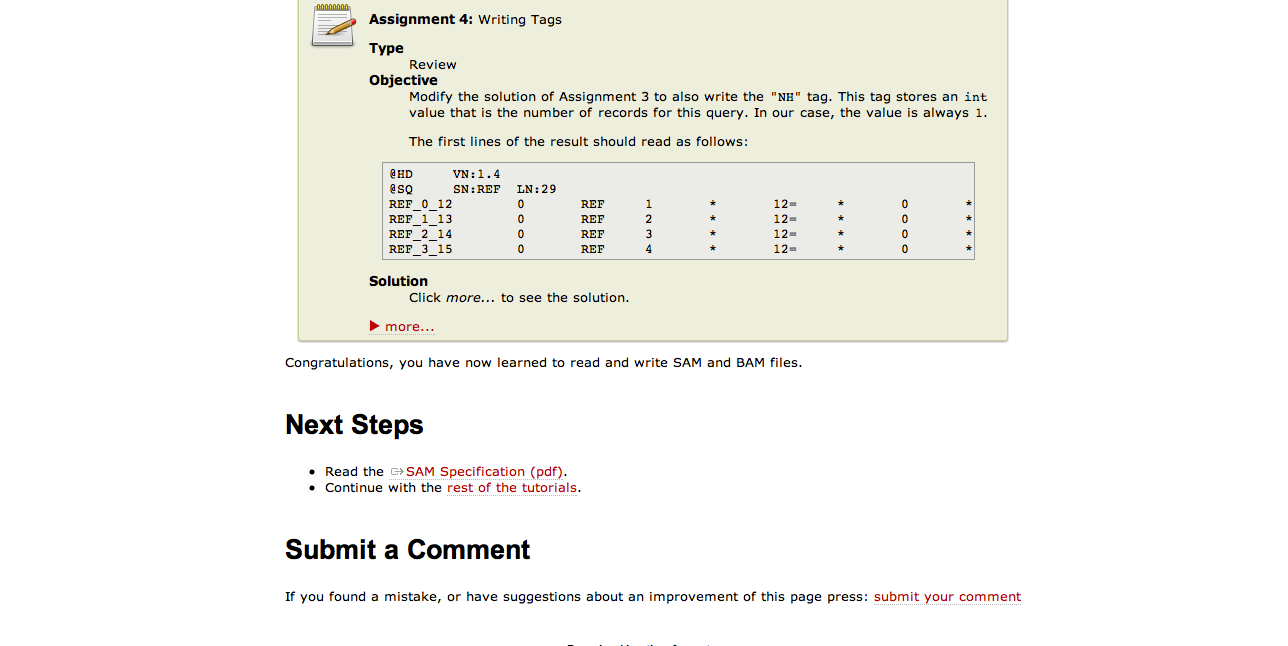 Assignment 4: Writing Tags
Type
Review
Objective
Modify the solution of Assignment 3 to also write the "NH" tag. This tag stores an int
value that is the number of records for this query. In our case, the value is always 1.
The first lines of the result should read as follows:
@HD VN:1.4
@SQ SN:REF LN:29
REF_0_12 0 REF 1 * 12= * 0 *
REF_1_13 0 REF 2 * 12= * 0 *
REF_2_14 0 REF 3 * 12= * 0 *
REF_3_15 0 REF 4 * 12= * 0 *
Solution
Click more... to see the solution.
more...
Congratulations, you have now learned to read and write SAM and BAM files.
Next Steps
Read the SAM Specification (pdf).
Continue with the rest of the tutorials.
Submit a Comment
If you found a mistake, or have suggestions about an improvement of this page press: submit your comment